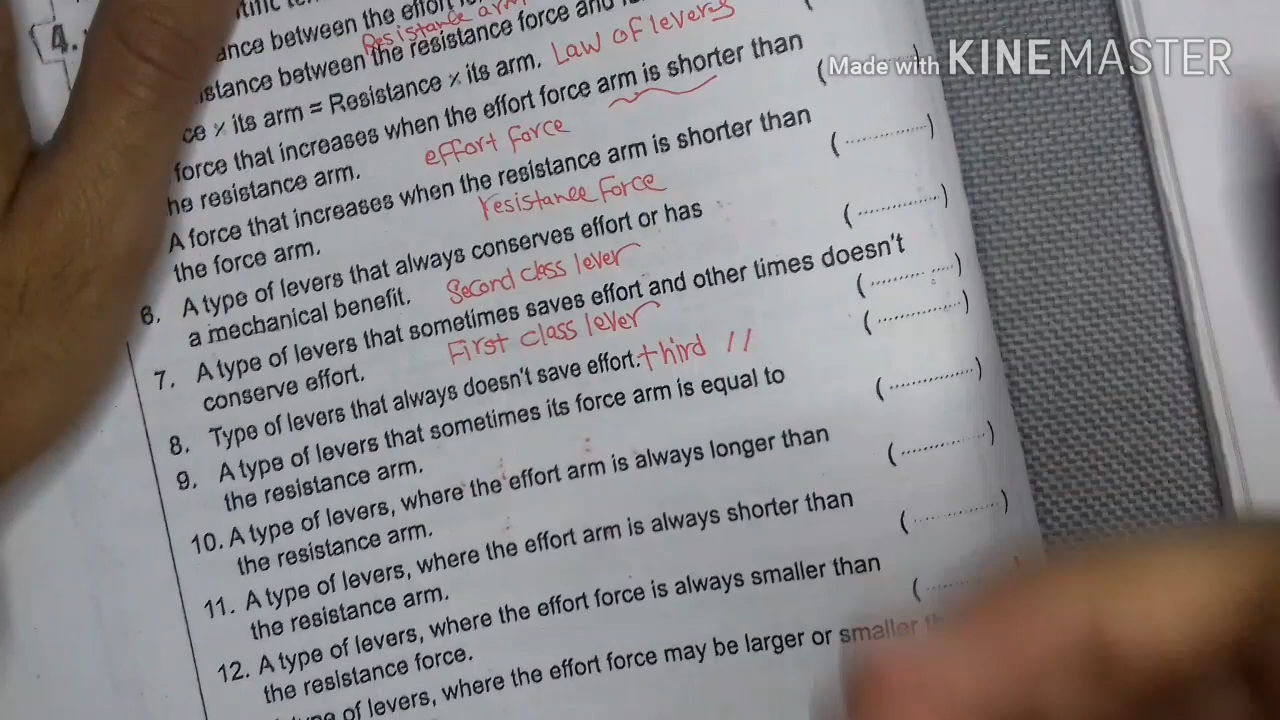 4.
ance between the effort
Resistance arm
istance between the resistance force and
ce × its arm = Resistance × its arm. Law of levers
force that increases when the effort force arm is shorter than
he resistance arm. effort force
A force that increases when the resistance arm is shorter than (...............)
the force arm. resistance force
6. A type of levers that always conserves effort or has (...............)
a mechanical benefit. Second class lever
7. A type of levers that sometimes saves effort and other times doesn't
conserve effort. First class lever (...............)
8. Type of levers that always doesn't save effort. third // (...............)
9. A type of levers that sometimes its force arm is equal to
the resistance arm. (...............)
10. A type of levers, where the effort arm is always longer than
the resistance arm. (...............)
11. A type of levers, where the effort arm is always shorter than
the resistance arm. (...............)
12. A type of levers, where the effort force is always smaller than
the resistance force.
of levers, where the effort force may be larger or smaller
Made with KINEMASTER